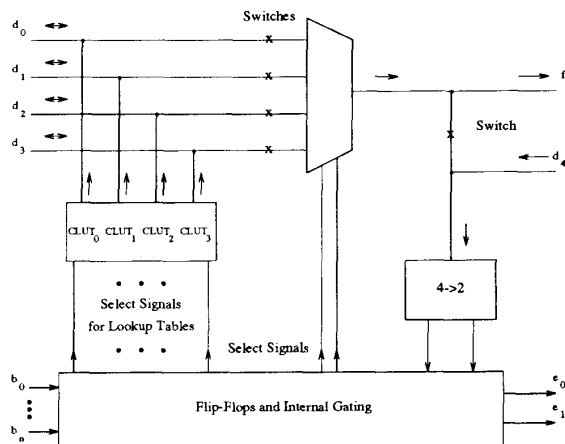 Switches
d0
d1
d2
d3
f
Switch
d4
CLUT0 CLUT1 CLUT2 CLUT3
4->2
Select Signals
for Lookup Tables
Select Signals
b0
bn
Flip-Flops and Internal Gating
e0
e1